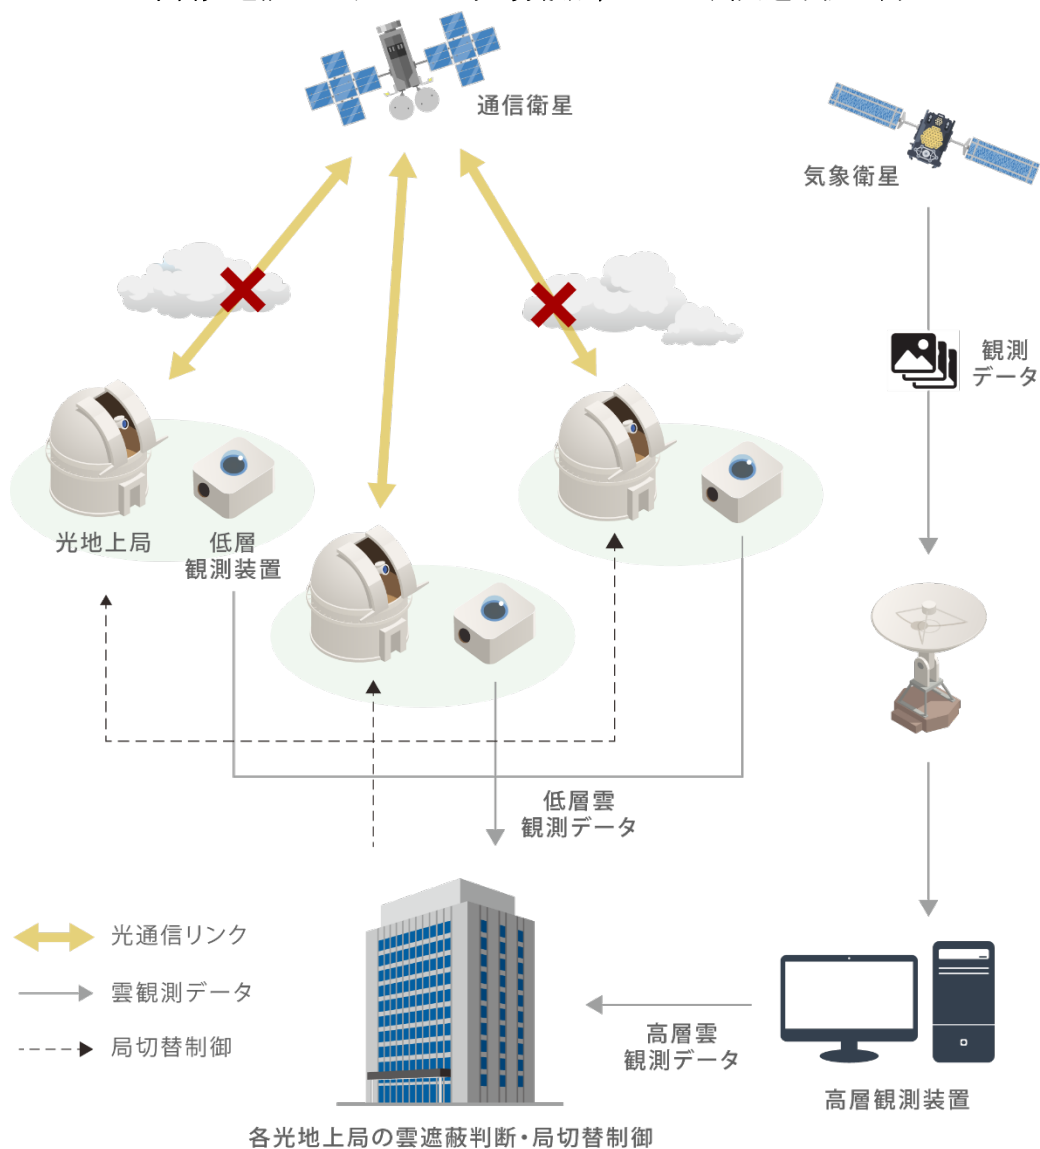 通信衛星
気象衛星
観測
データ
光地上局
低層
観測装置
低層雲
観測データ
光通信リンク
雲観測データ
局切替制御
高層雲
観測データ
高層観測装置
各光地上局の雲遮蔽判断・局切替制御